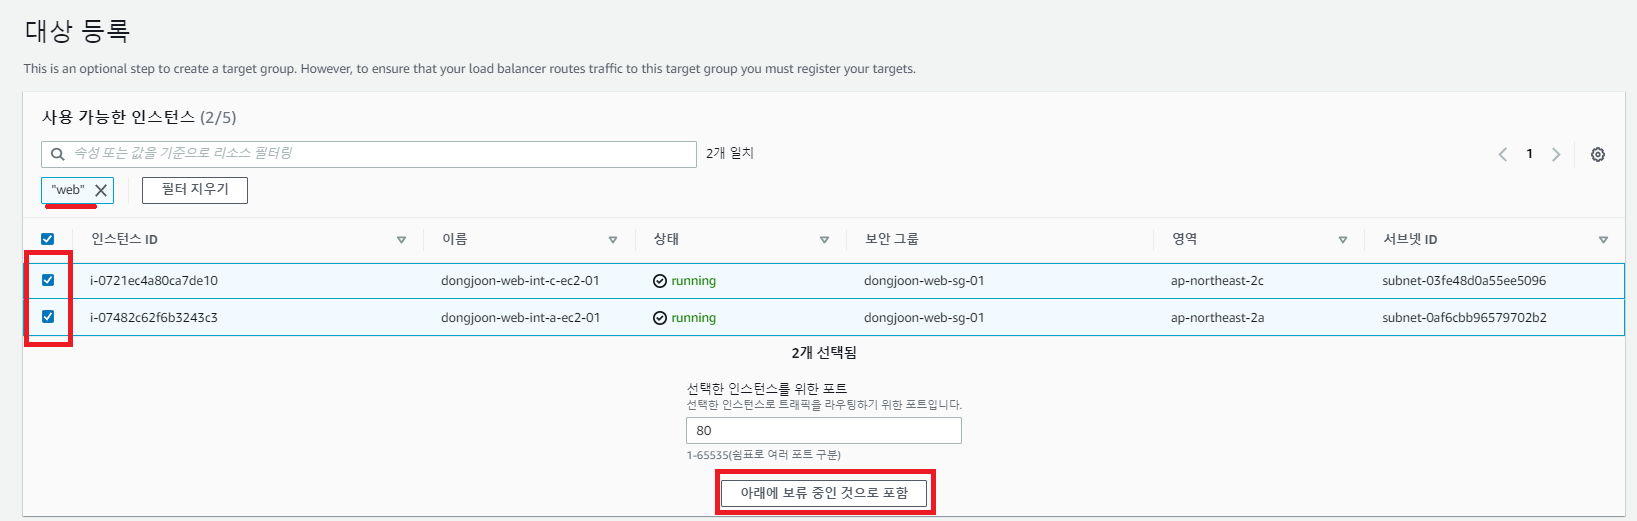 대상 등록
This is an optional step to create a target group. However, to ensure that your load balancer routes traffic to this target group you must register your targets.
사용 가능한 인스턴스 (2/5)
속성 또는 값을 기준으로 리소스 필터링
2개 일치
1
"web"
필터 지우기
인스턴스 ID 이름 상태 보안 그룹 영역 서브넷 ID
i-0721ec4a80ca7de10 dongjoon-web-int-c-ec2-01 running dongjoon-web-sg-01 ap-northeast-2c subnet-03fe48d0a55ee5096
i-07482c62f6b3243c3 dongjoon-web-int-a-ec2-01 running dongjoon-web-sg-01 ap-northeast-2a subnet-0af6cbb96579702b2
2개 선택됨
선택한 인스턴스를 위한 포트
선택한 인스턴스로 트래픽을 라우팅하기 위한 포트입니다.
80
1-65535(쉼표로 여러 포트 구분)
아래에 보류 중인 것으로 포함